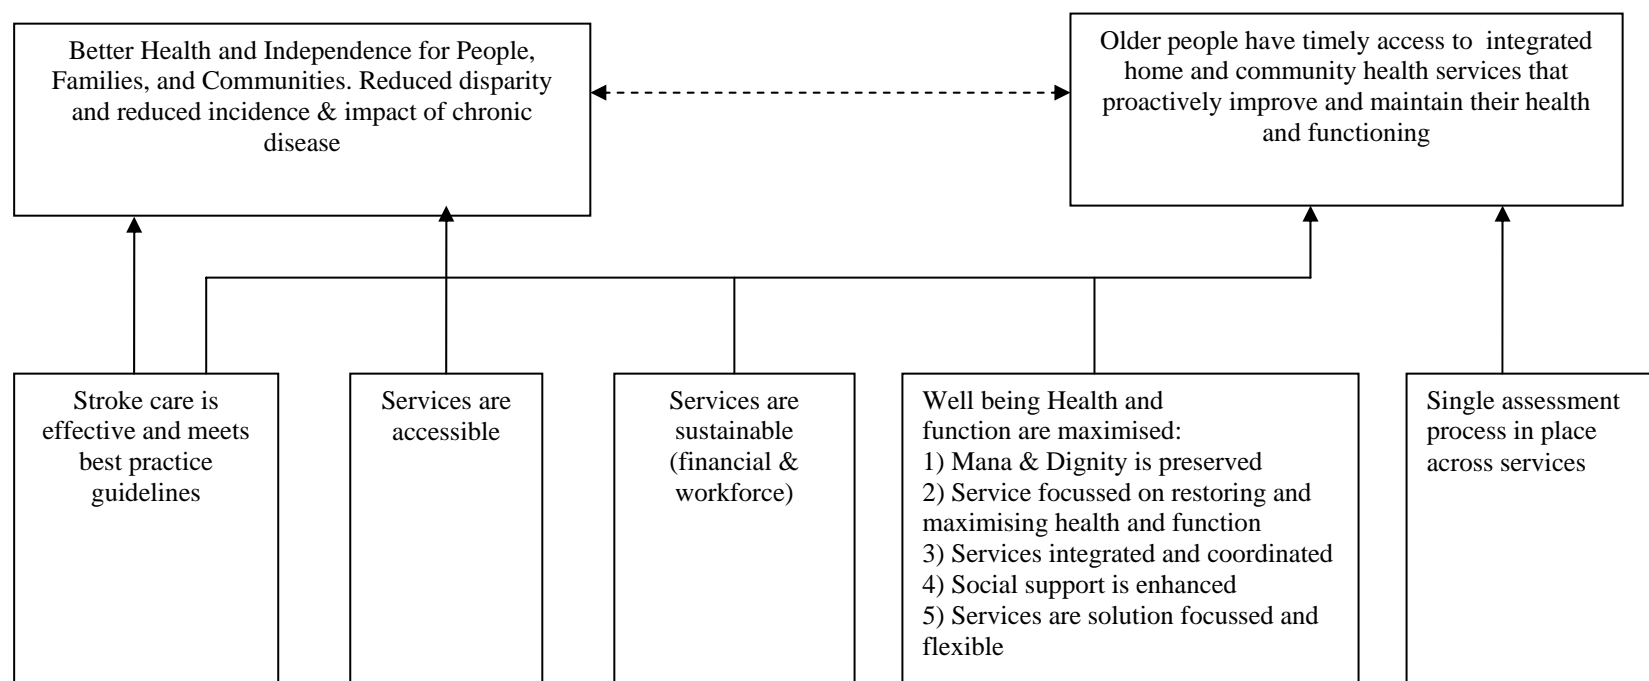 Better Health and Independence for People,
Families, and Communities. Reduced disparity
and reduced incidence & impact of chronic
disease
Older people have timely access to  integrated
home and community health services that
proactively improve and maintain their health
and functioning
Stroke care is
effective and meets
best practice
guidelines
Services are
accessible
Services are
sustainable
(financial &
workforce)
Well being Health and
function are maximised:
1) Mana & Dignity is preserved
2) Service focussed on restoring and
maximising health and function
3) Services integrated and coordinated
4) Social support is enhanced
5) Services are solution focussed and
flexible
Single assessment
process in place
across services